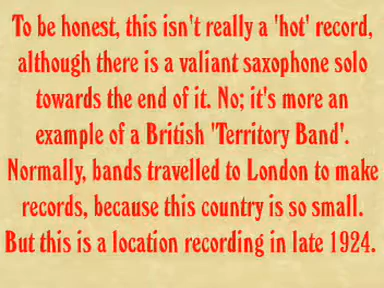 To be honest, this isn't really a 'hot' record,
although there is a valiant saxophone solo
towards the end of it. No; it's more an
example of a British 'Territory Band'.
Normally, bands travelled to London to make
records, because this country is so small.
But this is a location recording in late 1924.